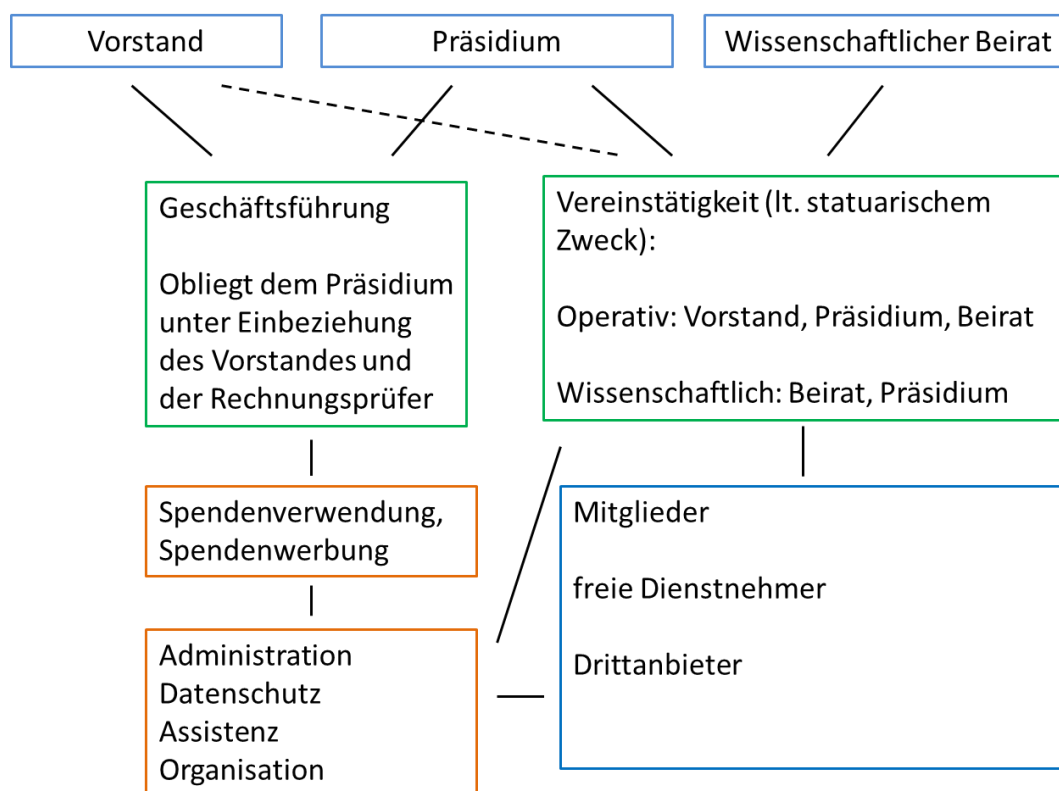 Vorstand
Präsidium
Wissenschaftlicher Beirat
Geschäftsführung
Obliegt dem Präsidium
unter Einbeziehung
des Vorstandes und
der Rechnungsprüfer
Vereinstätigkeit (lt. statuarischem
Zweck):
Operativ: Vorstand, Präsidium, Beirat
Wissenschaftlich: Beirat, Präsidium
Spendenverwendung,
Spendenwerbung
Mitglieder
freie Dienstnehmer
Drittanbieter
Administration
Datenschutz
Assistenz
Organisation